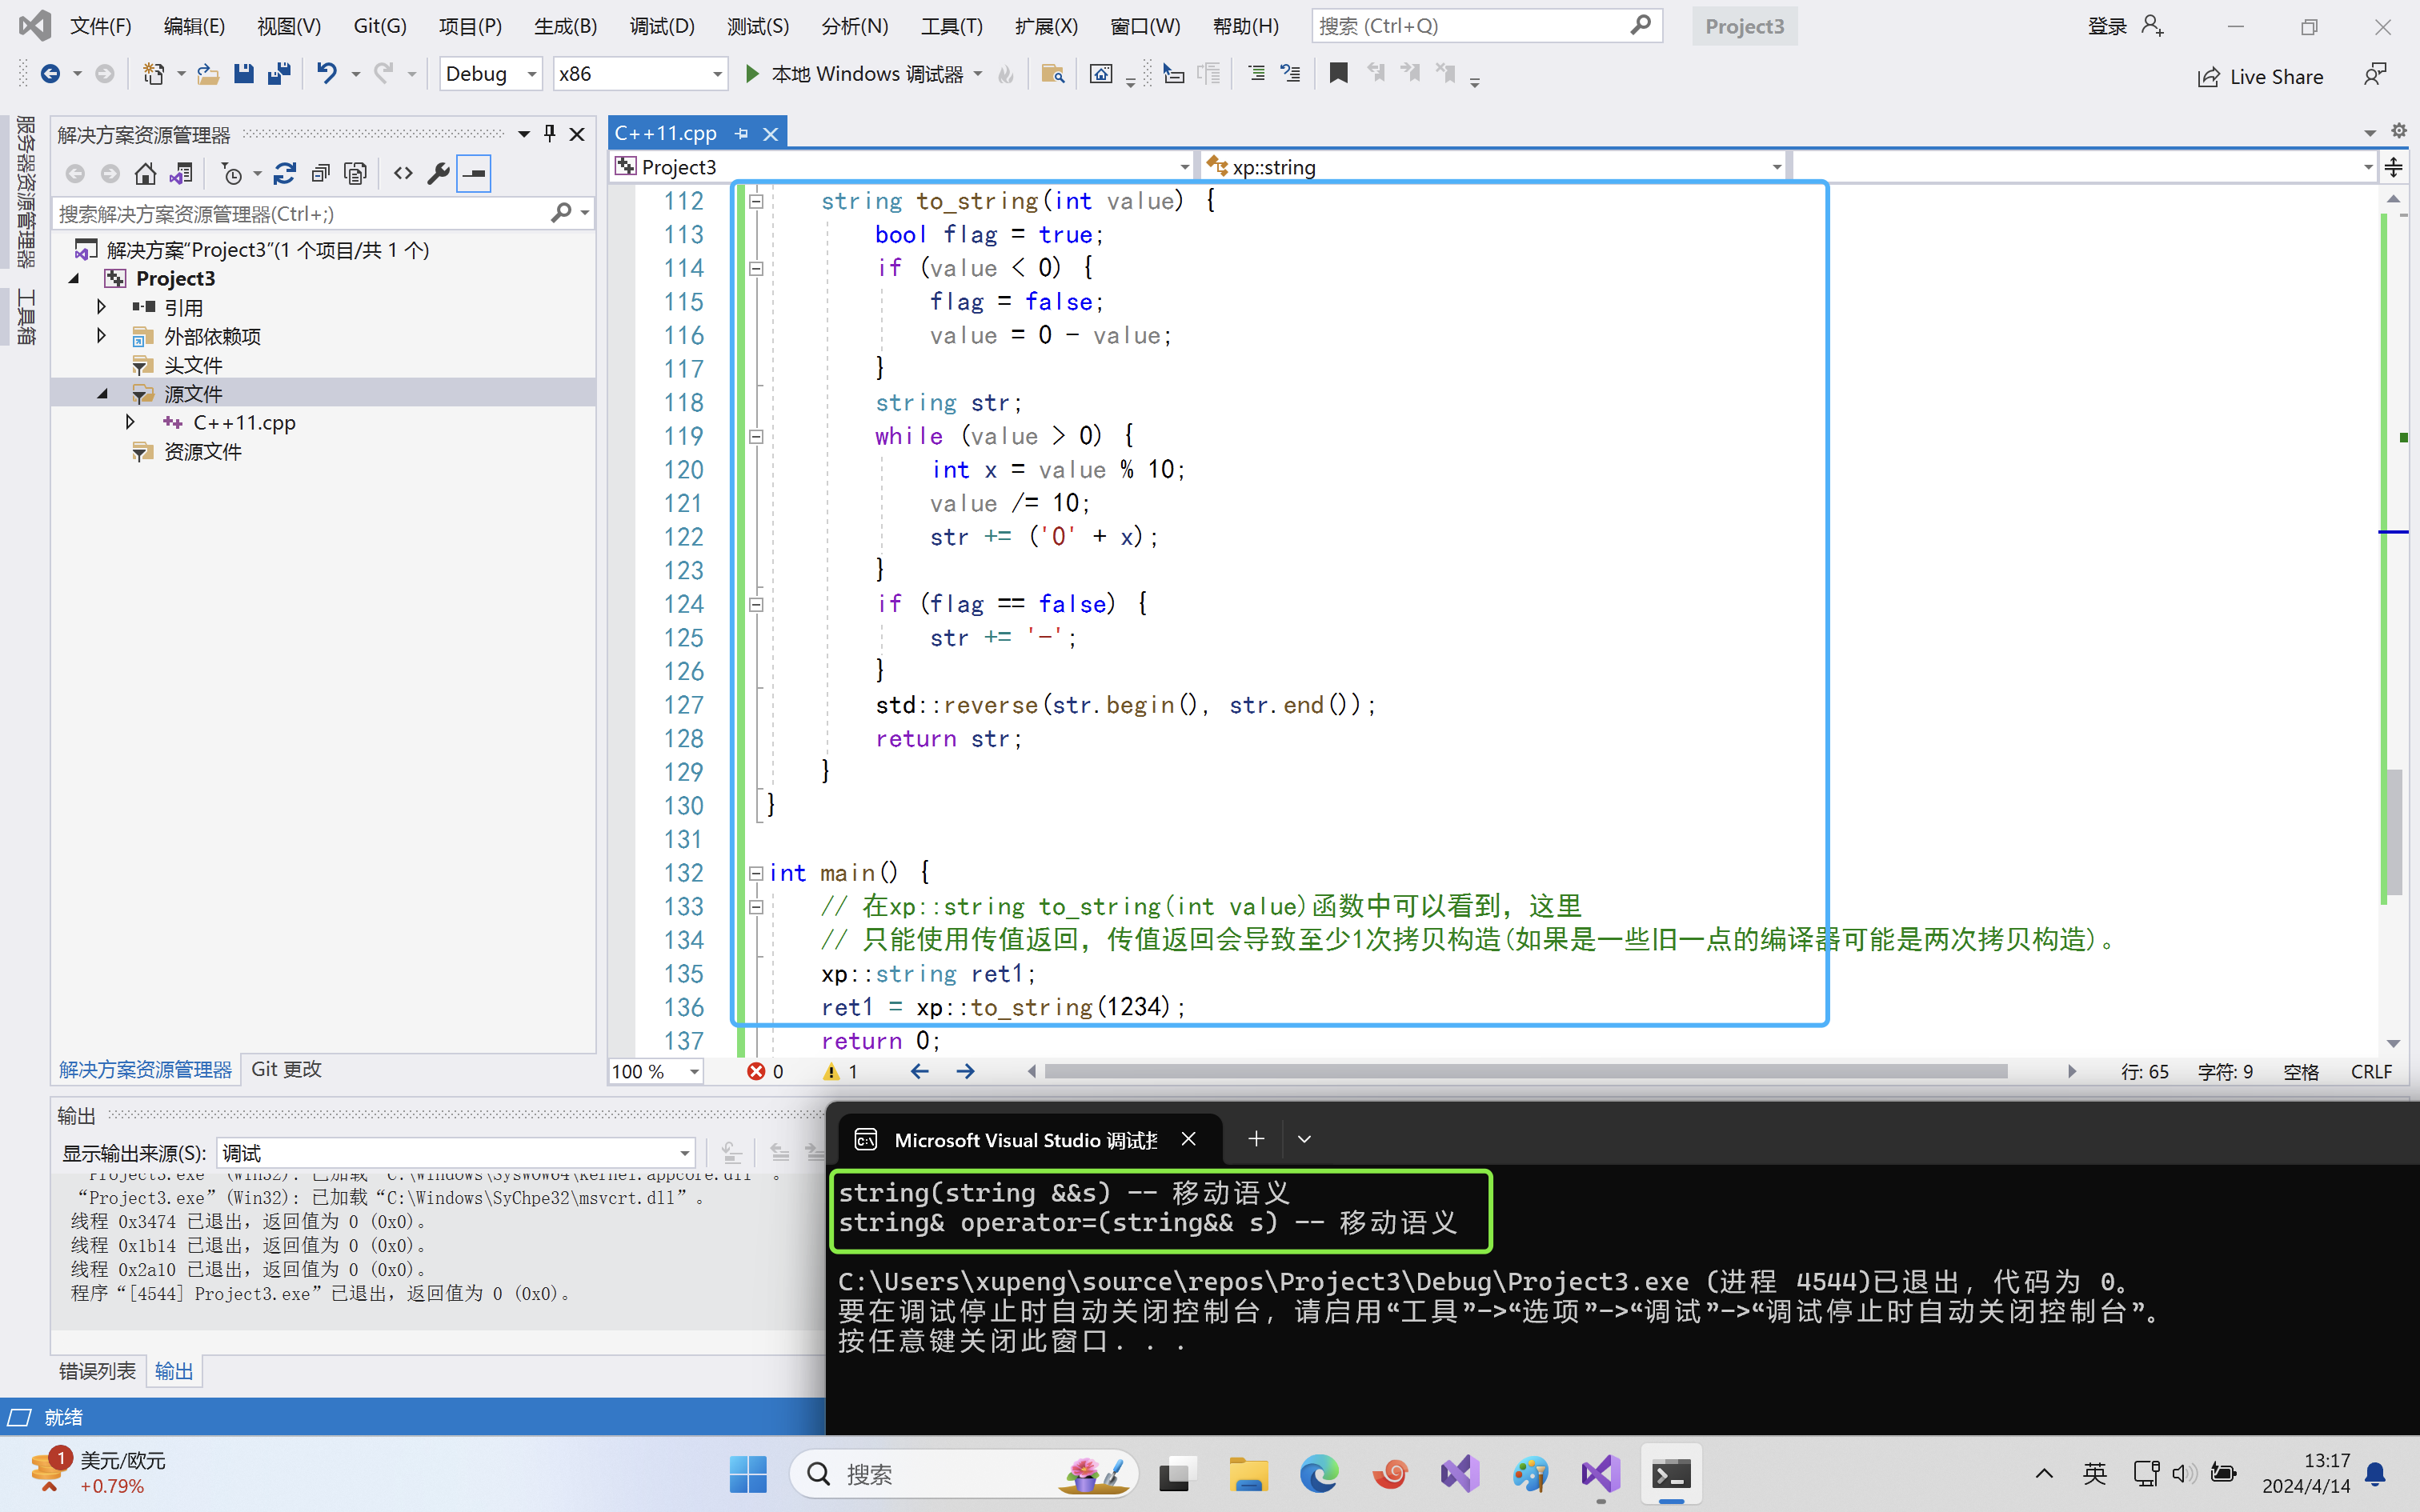 文件(F) 编辑(E) 视图(V) Git(G) 项目(P) 生成(B) 调试(D) 测试(S) 分析(N) 工具(T) 扩展(X) 窗口(W) 帮助(H) 搜索 (Ctrl+Q) Project3 登录
Debug x86 本地 Windows 调试器 Live Share
服务器资源管理器
工具箱
解决方案资源管理器
搜索解决方案资源管理器(Ctrl+;)
解决方案“Project3”(1 个项目/共 1 个)
Project3
引用
外部依赖项
头文件
源文件
C++11.cpp
资源文件
解决方案资源管理器 Git 更改
C++11.cpp
Project3 xp::string
112 string to_string(int value) {
113 bool flag = true;
114 if (value < 0) {
115 flag = false;
116 value = 0 - value;
117 }
118 string str;
119 while (value > 0) {
120 int x = value % 10;
121 value /= 10;
122 str += ('0' + x);
123 }
124 if (flag == false) {
125 str += '-';
126 }
127 std::reverse(str.begin(), str.end());
128 return str;
129 }
130 }
131
132 int main() {
133 // 在xp::string to_string(int value)函数中可以看到，这里
134 // 只能使用传值返回，传值返回会导致至少1次拷贝构造(如果是一些旧一点的编译器可能是两次拷贝构造)。
135 xp::string ret1;
136 ret1 = xp::to_string(1234);
137 return 0;
100 % 0 1 行: 65 字符: 9 空格 CRLF
输出
显示输出来源(S): 调试
“Project3.exe”(Win32): 已加载“C:\Windows\SysWOW64\kernel.appcore.dll”。
“Project3.exe”(Win32): 已加载“C:\Windows\SyChpe32\msvcrt.dll”。
线程 0x3474 已退出，返回值为 0 (0x0)。
线程 0x1b14 已退出，返回值为 0 (0x0)。
线程 0x2a10 已退出，返回值为 0 (0x0)。
程序“[4544] Project3.exe”已退出，返回值为 0 (0x0)。
错误列表 输出
Microsoft Visual Studio 调试控
string(string &&s) -- 移动语义
string& operator=(string&& s) -- 移动语义
C:\Users\xupeng\source\repos\Project3\Debug\Project3.exe (进程 4544)已退出，代码为 0。
要在调试停止时自动关闭控制台，请启用“工具”->“选项”->“调试”->“调试停止时自动关闭控制台”。
按任意键关闭此窗口. . .
就绪
1 美元/欧元
+0.79%
搜索
英
13:17
2024/4/14